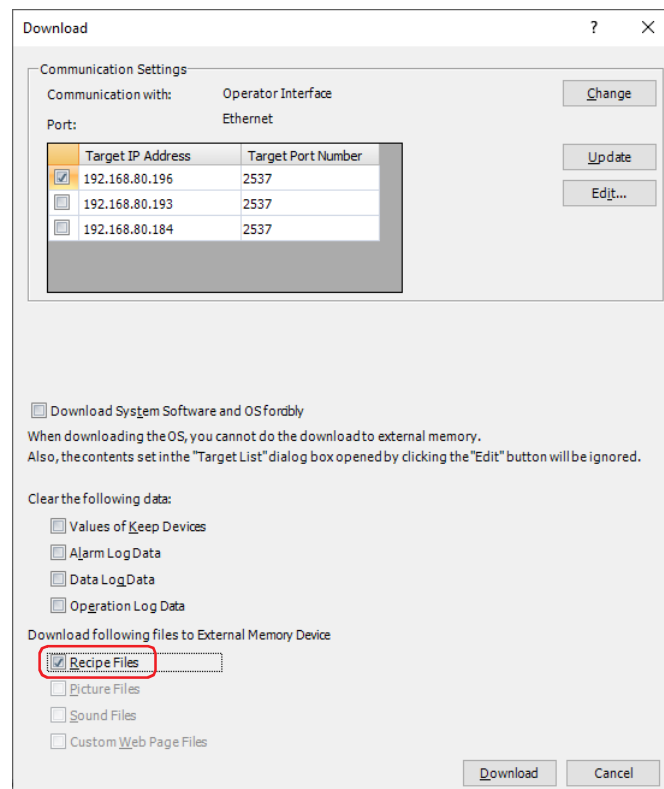 Download ? ×
Communication Settings
Communication with: Operator Interface
Change
Port: Ethernet
Target IP Address Target Port Number
Update
192.168.80.196 2537
Edit...
192.168.80.193 2537
192.168.80.184 2537
Download System Software and OS forcibly
When downloading the OS, you cannot do the download to external memory.
Also, the contents set in the "Target List" dialog box opened by clicking the "Edit" button will be ignored.
Clear the following data:
Values of Keep Devices
Alarm Log Data
Data Log Data
Operation Log Data
Download following files to External Memory Device
Recipe Files
Picture Files
Sound Files
Custom Web Page Files
Download Cancel